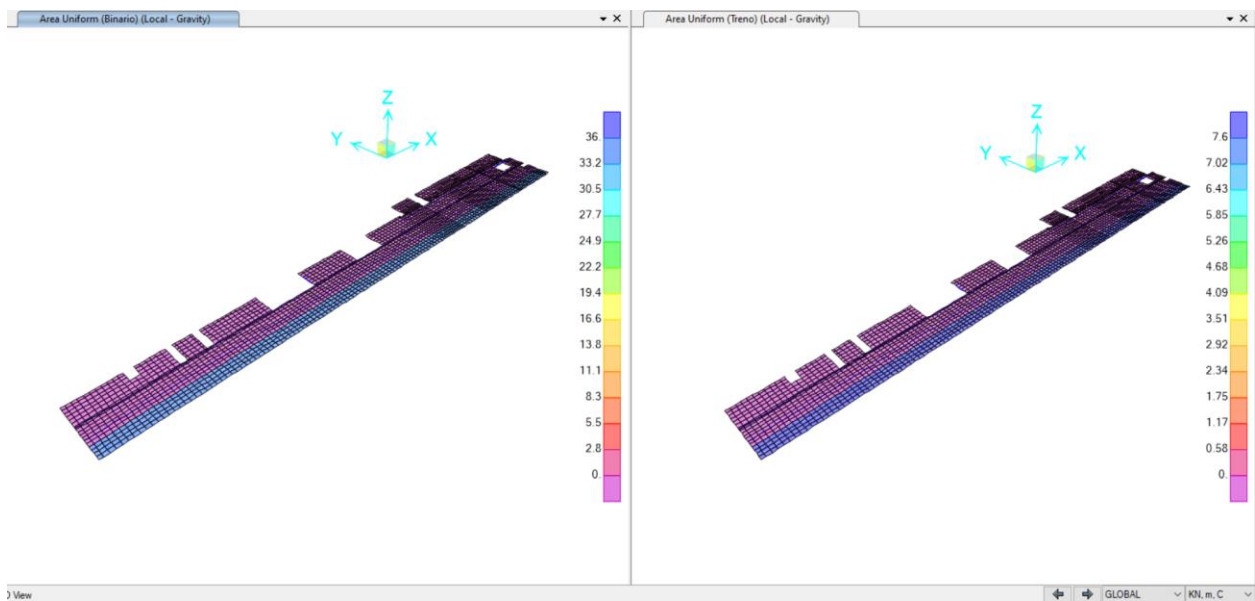 Area Uniform (Binario) (Local - Gravity)
Z
Y
X
36.
33.2
30.5
27.7
24.9
22.2
19.4
16.6
13.8
11.1
8.3
5.5
2.8
0.
Area Uniform (Treno) (Local - Gravity)
Z
Y
X
7.6
7.02
6.43
5.85
5.26
4.68
4.09
3.51
2.92
2.34
1.75
1.17
0.58
0.
View
GLOBAL
KN, m, C